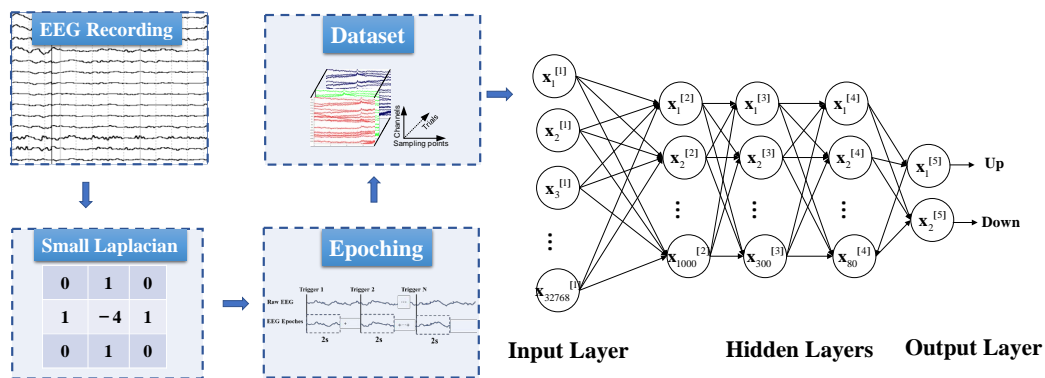 EEG Recording
Small Laplacian
0 1 0
1 −4 1
0 1 0
Epoching
Trigger 1 Trigger 2 Trigger N
Raw EEG
...
EEG Epoches
2s 2s 2s
Dataset
Channels
Trials
Sampling points
x₁^[1]
x₂^[1]
x₃^[1]
...
x₃₂₇₆₈^[1]
Input Layer
x₁^[2] x₁^[3] x₁^[4]
x₂^[2] x₂^[3] x₂^[4]
... ... ...
x₁₀₀₀^[2] x₃₀₀^[3] x₈₀^[4]
Hidden Layers
x₁^[5] Up
x₂^[5] Down
Output Layer